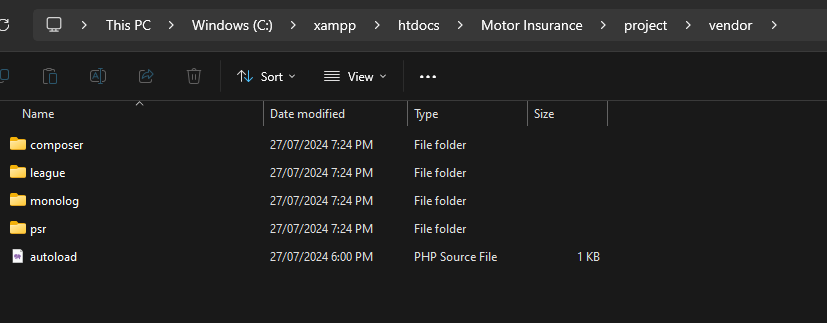 This PC > Windows (C:) > xampp > htdocs > Motor Insurance > project > vendor >
Sort View
Name Date modified Type Size
composer 27/07/2024 7:24 PM File folder
league 27/07/2024 7:24 PM File folder
monolog 27/07/2024 7:24 PM File folder
psr 27/07/2024 7:24 PM File folder
autoload 27/07/2024 6:00 PM PHP Source File 1 KB